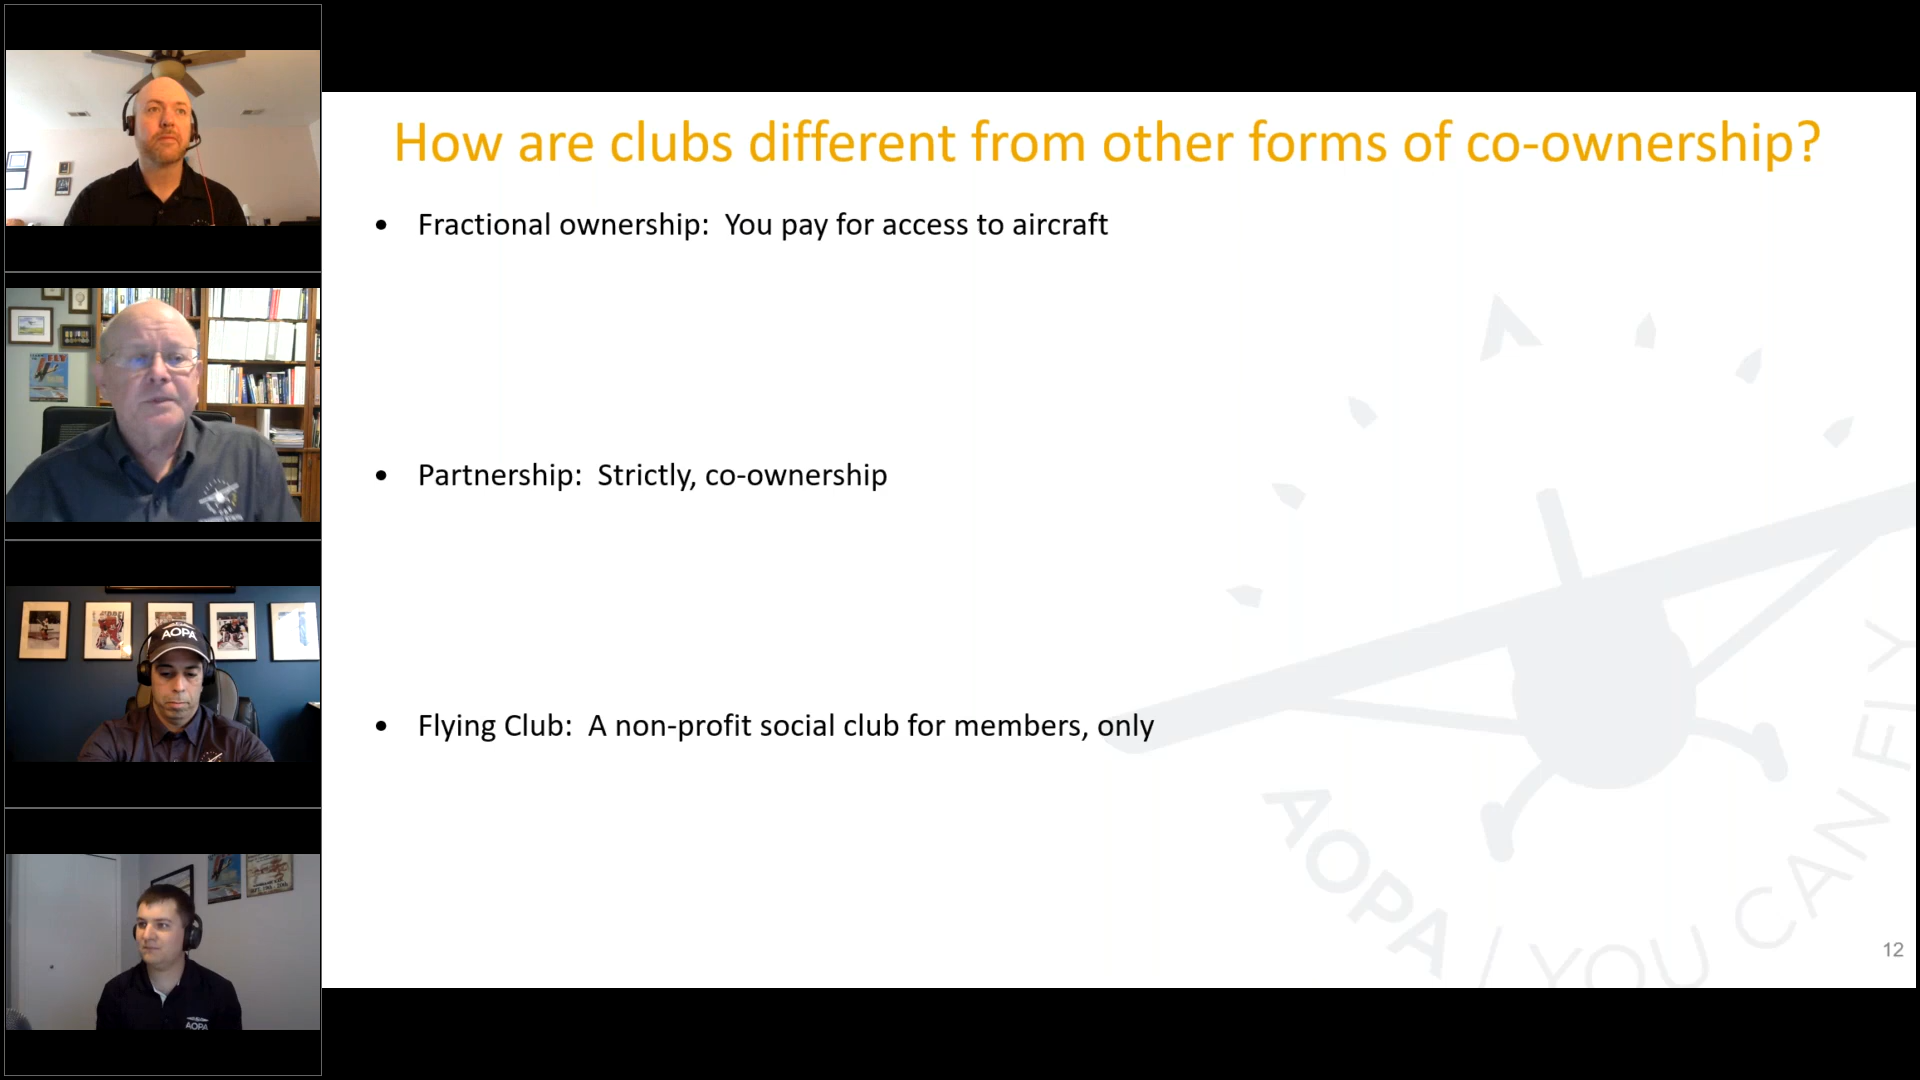 How are clubs different from other forms of co-ownership?
• Fractional ownership:  You pay for access to aircraft
• Partnership:  Strictly, co-ownership
• Flying Club:  A non-profit social club for members, only
AOPA | YOU CAN FLY
12
FLY
AOPA
AOPA